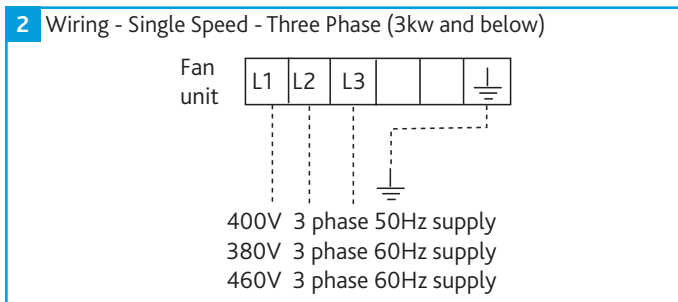 2 Wiring - Single Speed - Three Phase (3kw and below)
Fan
unit
L1 L2 L3
400V 3 phase 50Hz supply
380V 3 phase 60Hz supply
460V 3 phase 60Hz supply